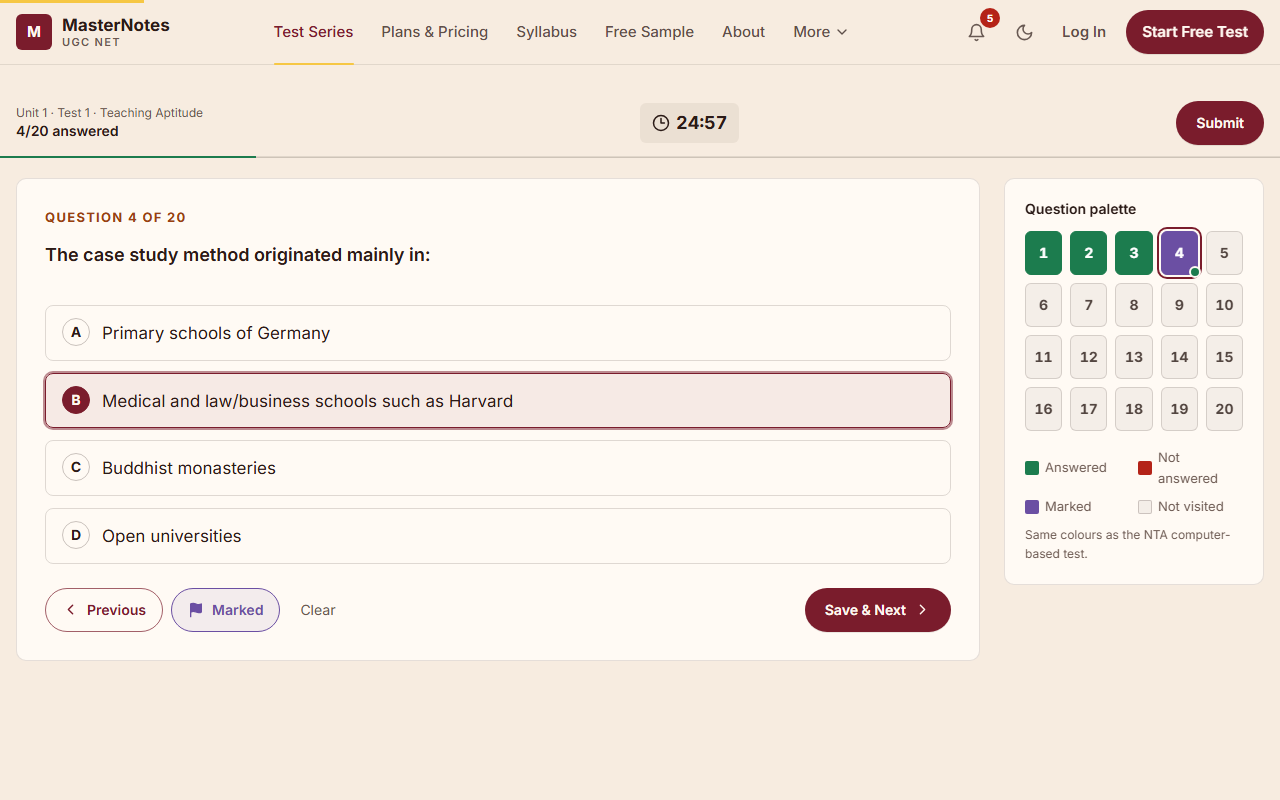 M
MasterNotes
UGC NET
Test Series
Plans & Pricing
Syllabus
Free Sample
About
More
5
Log In
Start Free Test
Unit 1 · Test 1 · Teaching Aptitude
4/20 answered
24:57
Submit
QUESTION 4 OF 20
The case study method originated mainly in:
A Primary schools of Germany
B Medical and law/business schools such as Harvard
C Buddhist monasteries
D Open universities
Previous
Marked
Clear
Save & Next
Question palette
1 2 3 4 5
6 7 8 9 10
11 12 13 14 15
16 17 18 19 20
Answered
Not
answered
Marked
Not visited
Same colours as the NTA computer-
based test.